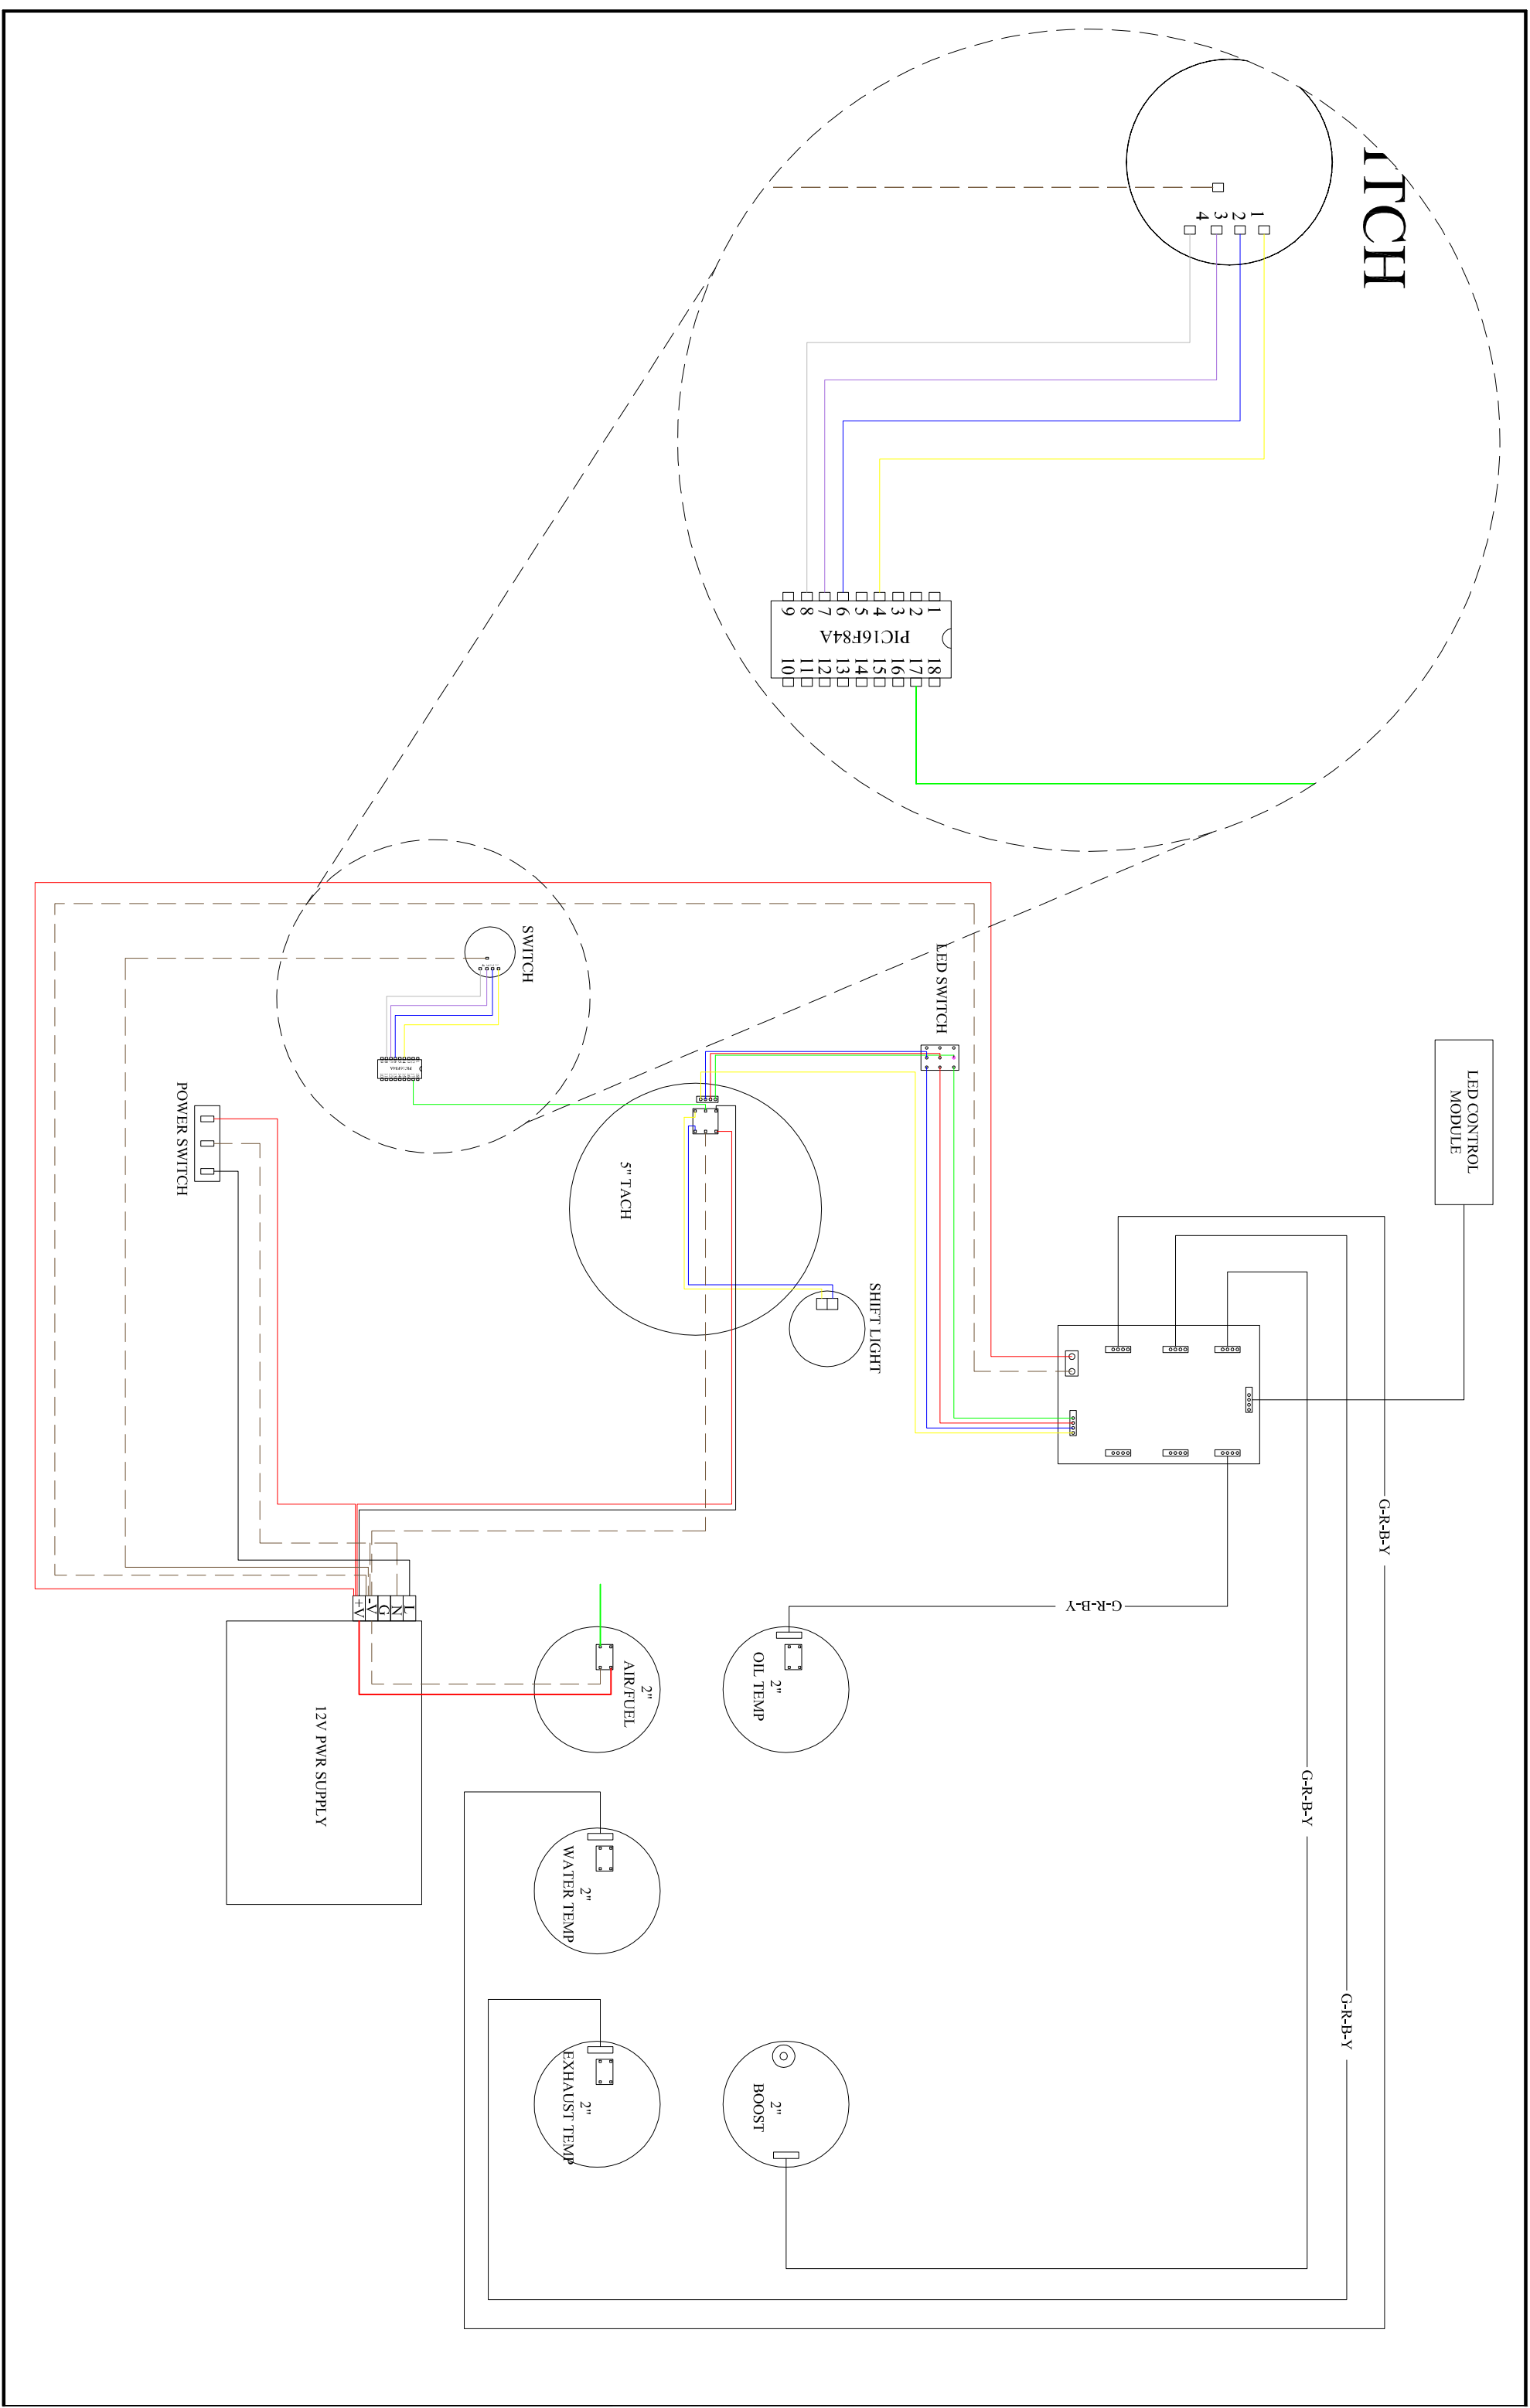 ITCH
1
2
3
4
1
2
3
4
5
6
7
8
9
PIC16F84A
18
17
16
15
14
13
12
11
10
SWITCH
PIC16F84A
LED SWITCH
LED CONTROL
MODULE
POWER SWITCH
5" TACH
SHIFT LIGHT
G-R-B-Y
G-R-B-Y
G-R-B-Y
G-R-B-Y
L
N
G
-V
+V
12V PWR SUPPLY
2"
AIR/FUEL
2"
OIL TEMP
2"
WATER TEMP
2"
EXHAUST TEMP
2"
BOOST